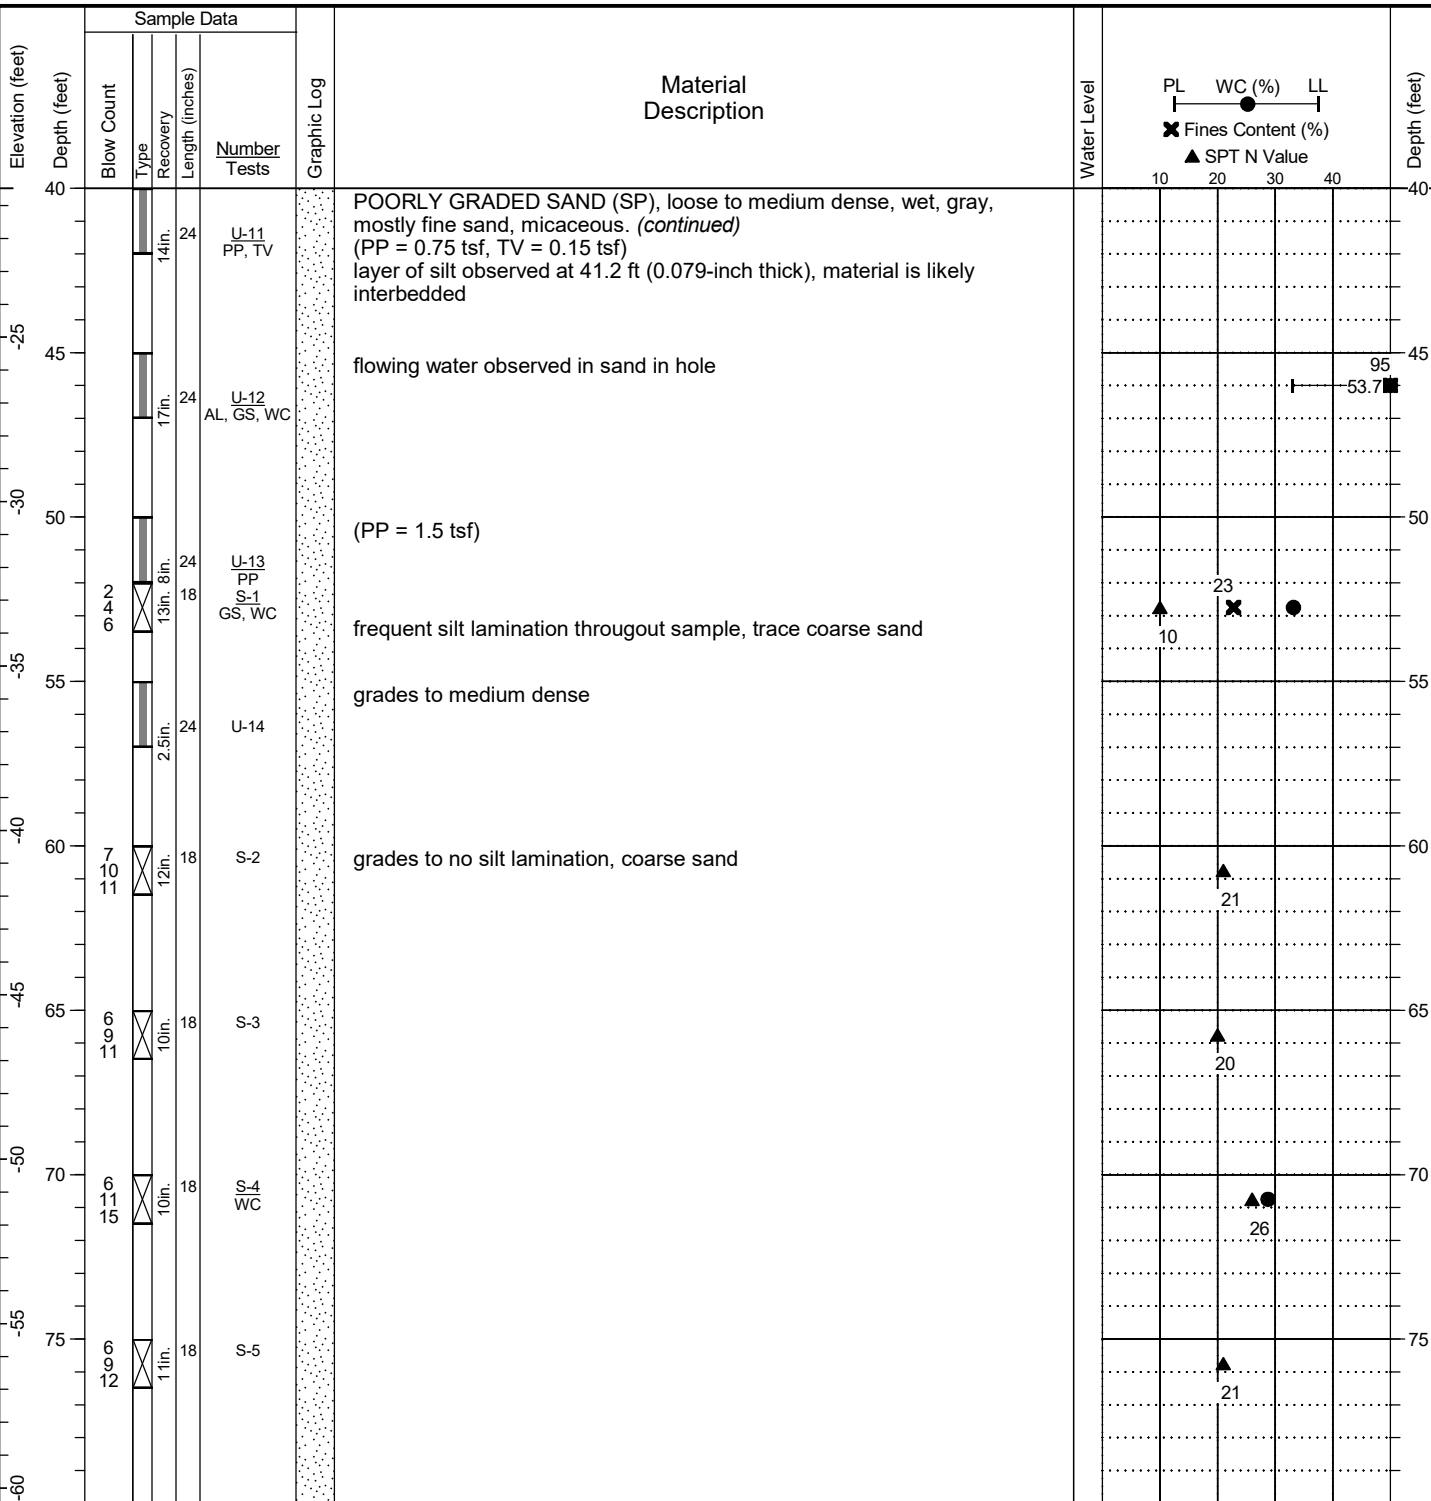 Sample Data
Elevation (feet)
Depth (feet)
Blow Count
Type
Recovery
Length (inches)
Number
Tests
Graphic Log
Material
Description
Water Level
PL WC (%) LL
Fines Content (%)
SPT N Value
10 20 30 40
Depth (feet)
40
14in.
24
U-11
PP, TV
POORLY GRADED SAND (SP), loose to medium dense, wet, gray,
mostly fine sand, micaceous. (continued)
(PP = 0.75 tsf, TV = 0.15 tsf)
layer of silt observed at 41.2 ft (0.079-inch thick), material is likely
interbedded
40
-25
45
17in.
24
U-12
AL, GS, WC
flowing water observed in sand in hole
95
53.7
45
-30
50
8in.
24
U-13
PP
(PP = 1.5 tsf)
50
2
4
6
13in.
18
S-1
GS, WC
frequent silt lamination througout sample, trace coarse sand
23
10
-35
55
2.5in.
24
U-14
grades to medium dense
55
-40
60
7
10
11
12in.
18
S-2
grades to no silt lamination, coarse sand
21
60
-45
65
6
9
11
10in.
18
S-3
20
65
-50
70
6
11
15
10in.
18
S-4
WC
26
70
-55
75
6
9
12
11in.
18
S-5
21
75
-60